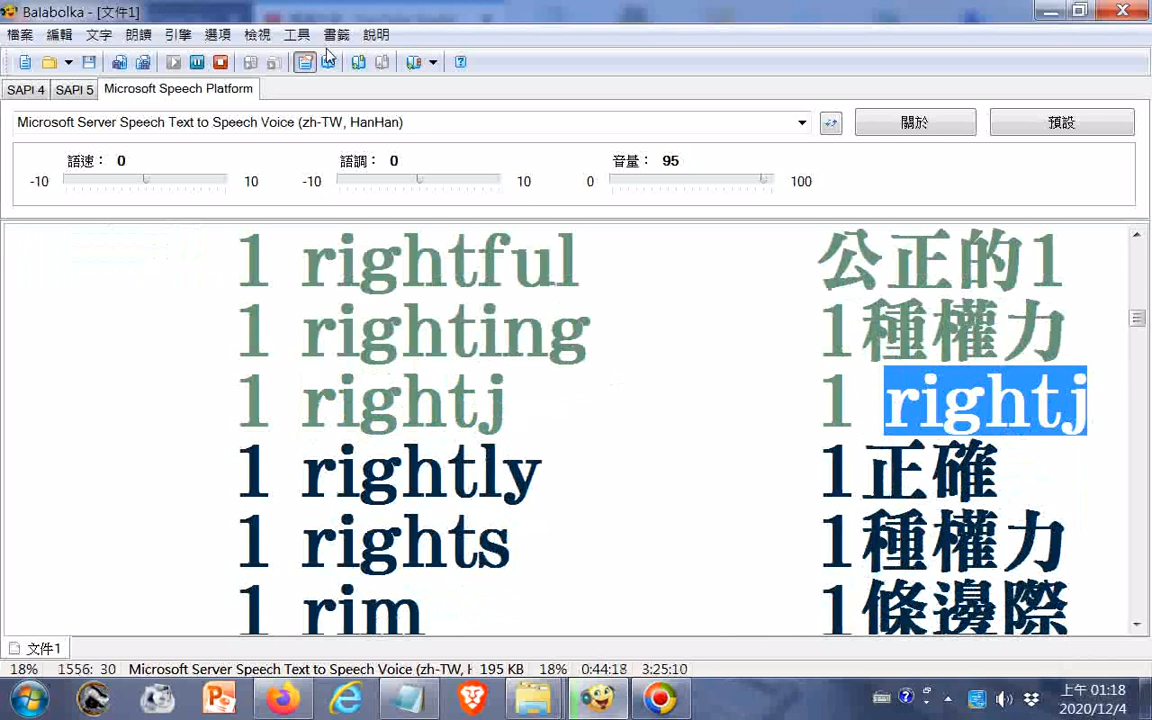 Balabolka - [文件1]
檔案 編輯 文字 朗讀 引擎 選項 檢視 工具 書籤 說明
SAPI 4 SAPI 5 Microsoft Speech Platform
Microsoft Server Speech Text to Speech Voice (zh-TW, HanHan) 關於 預設
語速： 0 語調： 0 音量： 95
-10 10 -10 10 0 100
1 rightful 公正的1
1 righting 1種權力
1 rightj 1 rightj
1 rightly 1正確
1 rights 1種權力
1 rim 1條邊際
文件1
18% 1556: 30 Microsoft Server Speech Text to Speech Voice (zh-TW, 195 KB 18% 0:44:18 3:25:10
上午 01:18
2020/12/4